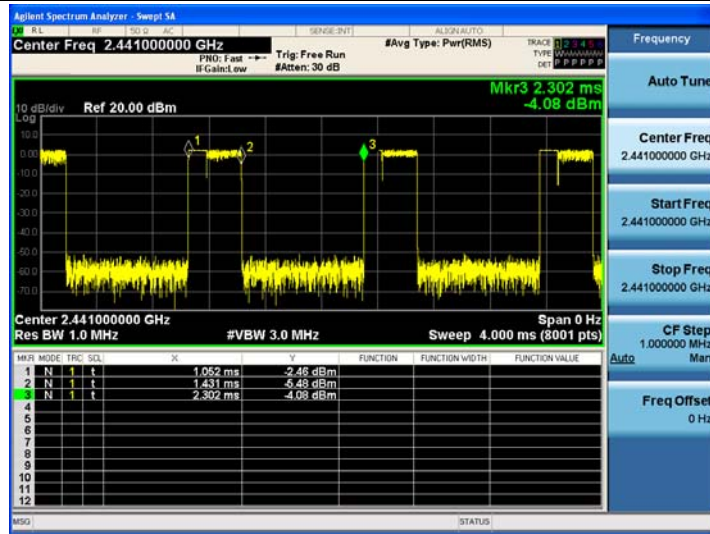 Agilent Spectrum Analyzer - Swept SA
RL RF 50 Ω AC SENSE:INT ALIGN AUTO
Center Freq 2.441000000 GHz
PNO: Fast
IFGain:Low
Trig: Free Run
#Atten: 30 dB
#Avg Type: Pwr(RMS)
TRACE 1 2 3 4 5 6
TYPE
DET P P P P P P
Mkr3 2.302 ms
-4.08 dBm
10 dB/div Ref 20.00 dBm
Log
10.0
0.00
-10.0
-20.0
-30.0
-40.0
-50.0
-60.0
-70.0
1
2
3
Center 2.441000000 GHz Span 0 Hz
Res BW 1.0 MHz #VBW 3.0 MHz Sweep 4.000 ms (8001 pts)
MKR MODE TRC SCL X Y FUNCTION FUNCTION WIDTH FUNCTION VALUE
1 N 1 t 1.052 ms -2.46 dBm
2 N 1 t 1.431 ms -5.48 dBm
3 N 1 t 2.302 ms -4.08 dBm
4
5
6
7
8
9
10
11
12
MSG STATUS
Frequency
Auto Tune
Center Freq
2.441000000 GHz
Start Freq
2.441000000 GHz
Stop Freq
2.441000000 GHz
CF Step
1.000000 MHz
Auto Man
Freq Offset
0 Hz